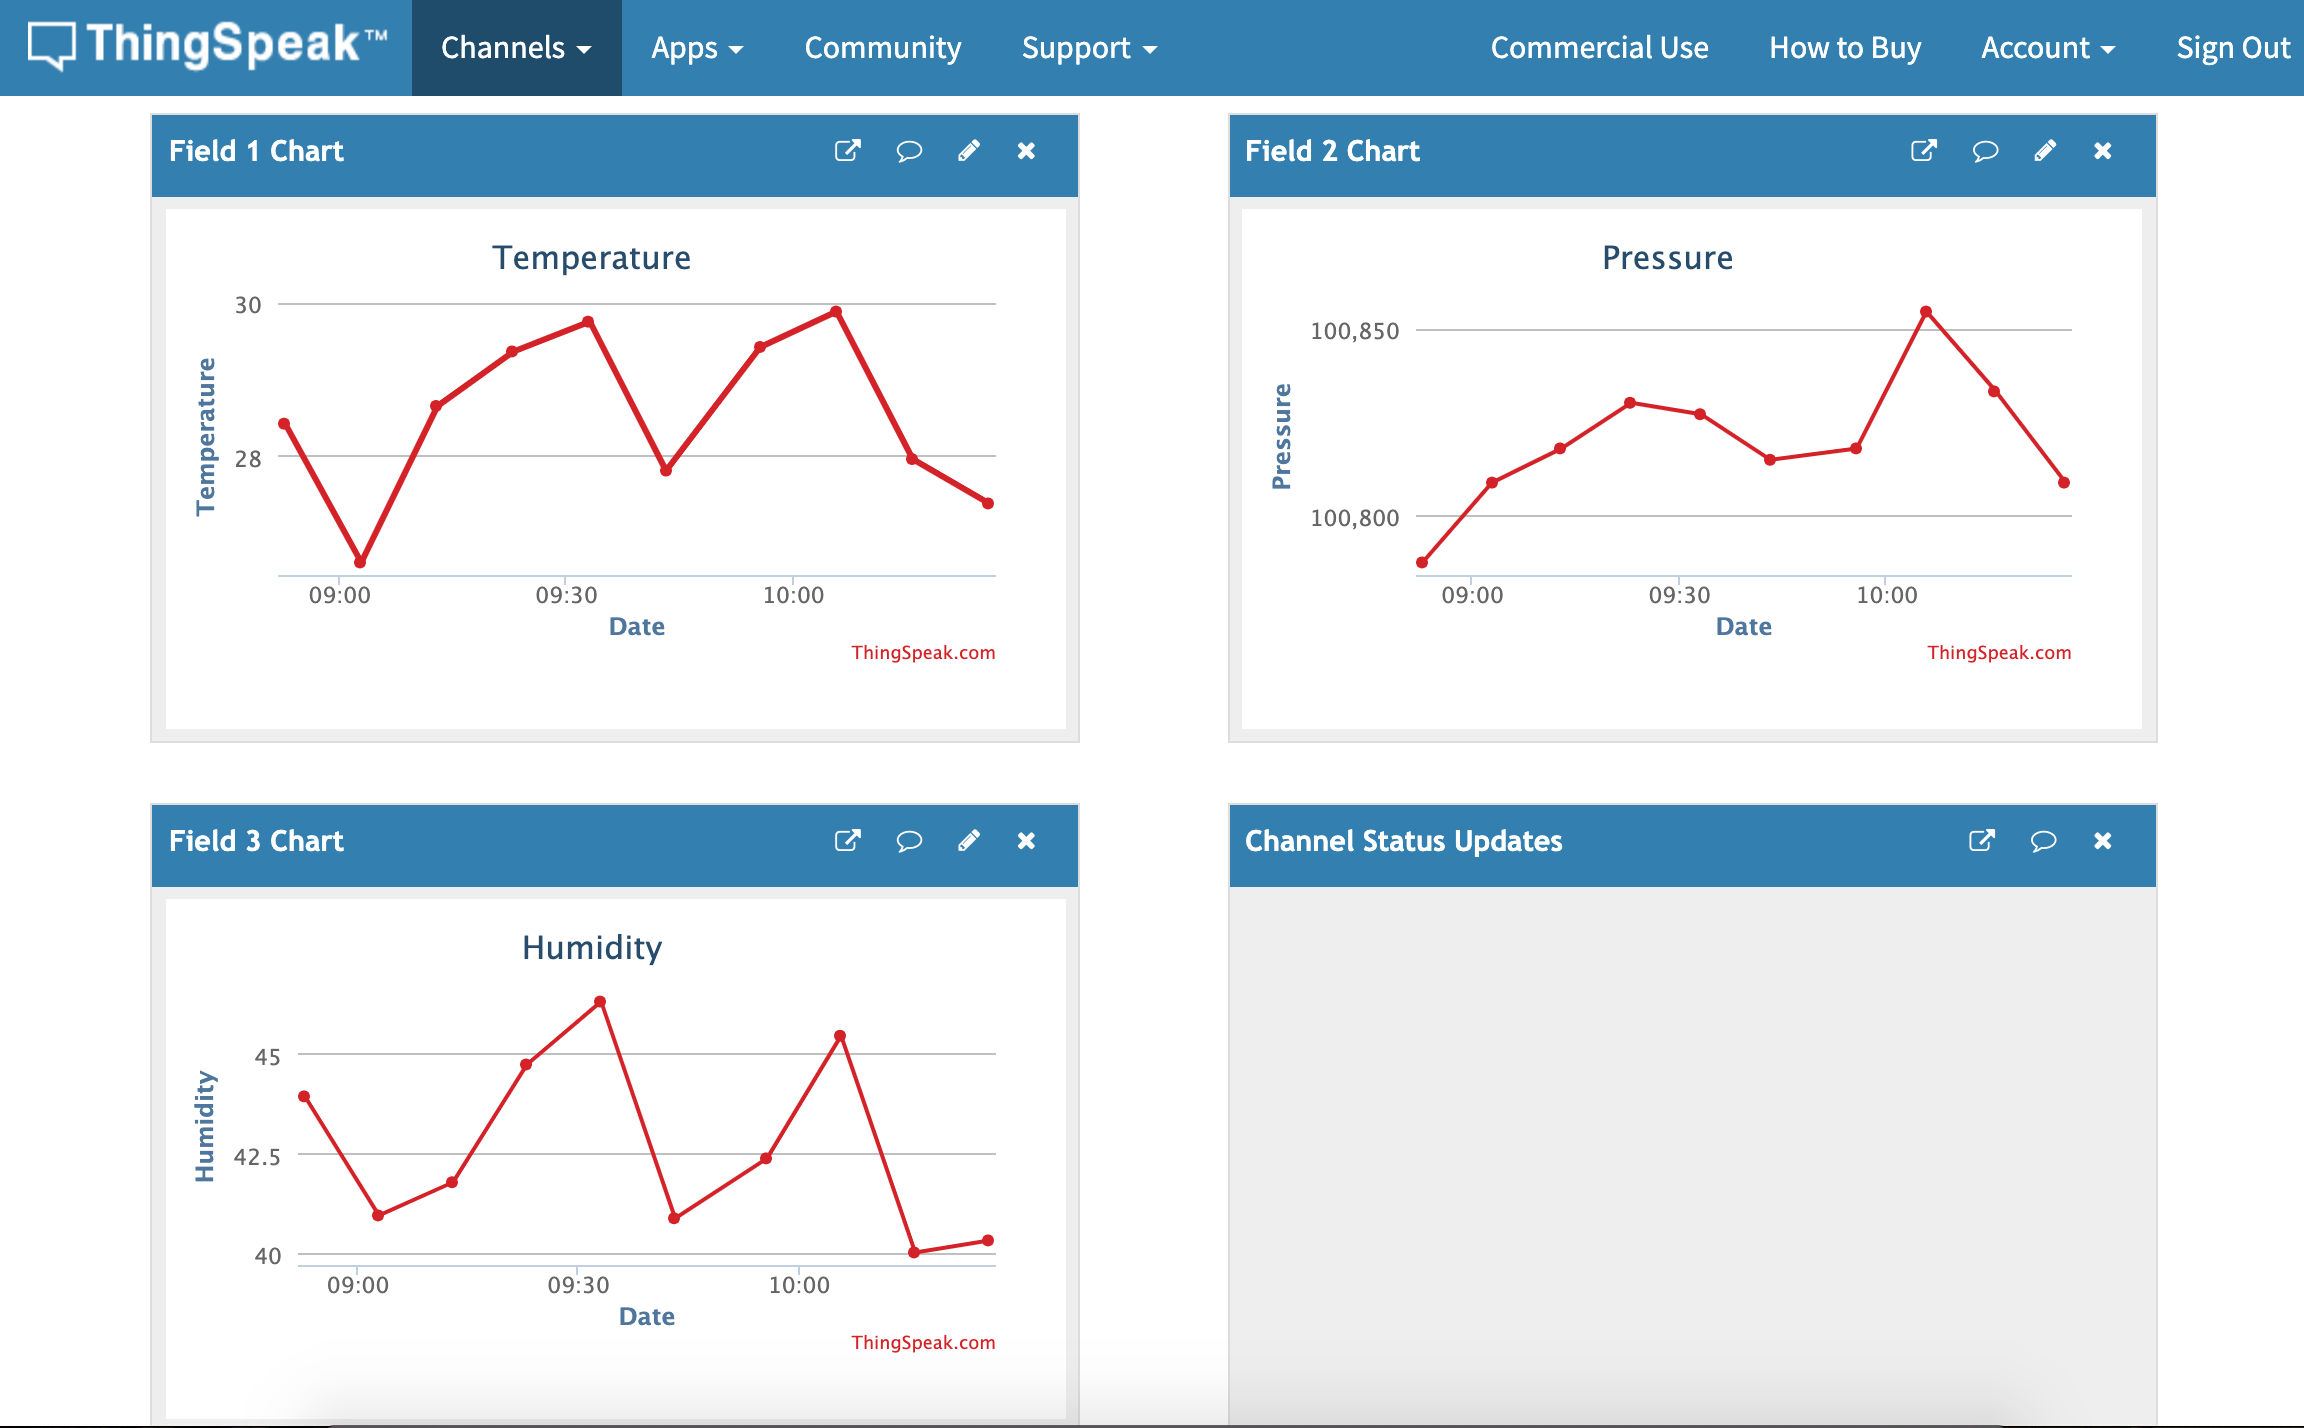 ThingSpeak™ Channels Apps Community Support Commercial Use How to Buy Account Sign Out
Field 1 Chart
Temperature
30
28
Temperature
09:00 09:30 10:00
Date
ThingSpeak.com
Field 2 Chart
Pressure
100,850
100,800
Pressure
09:00 09:30 10:00
Date
ThingSpeak.com
Field 3 Chart
Humidity
45
42.5
40
Humidity
09:00 09:30 10:00
Date
ThingSpeak.com
Channel Status Updates